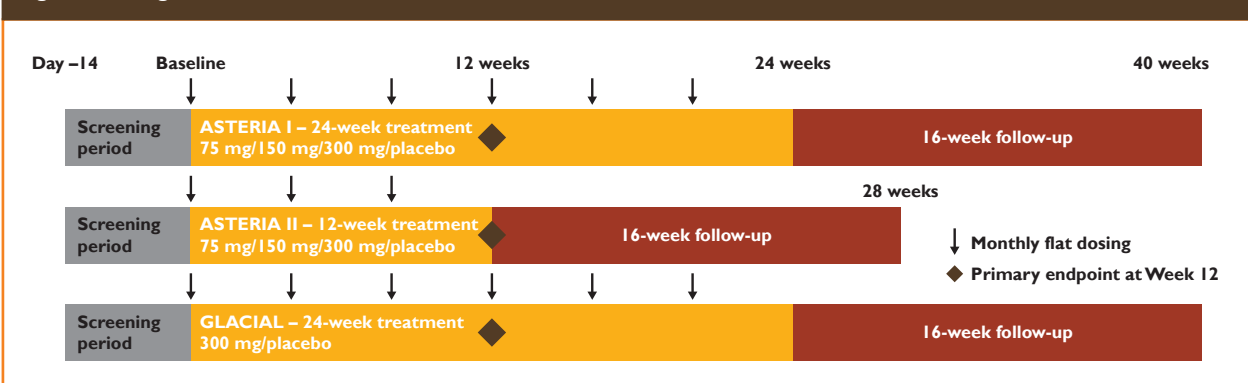 Day –14
Baseline
12 weeks
24 weeks
40 weeks
Screening
period
ASTERIA I – 24-week treatment
75 mg/150 mg/300 mg/placebo
16-week follow-up
28 weeks
Screening
period
ASTERIA II – 12-week treatment
75 mg/150 mg/300 mg/placebo
16-week follow-up
Monthly flat dosing
Primary endpoint at Week 12
Screening
period
GLACIAL – 24-week treatment
300 mg/placebo
16-week follow-up